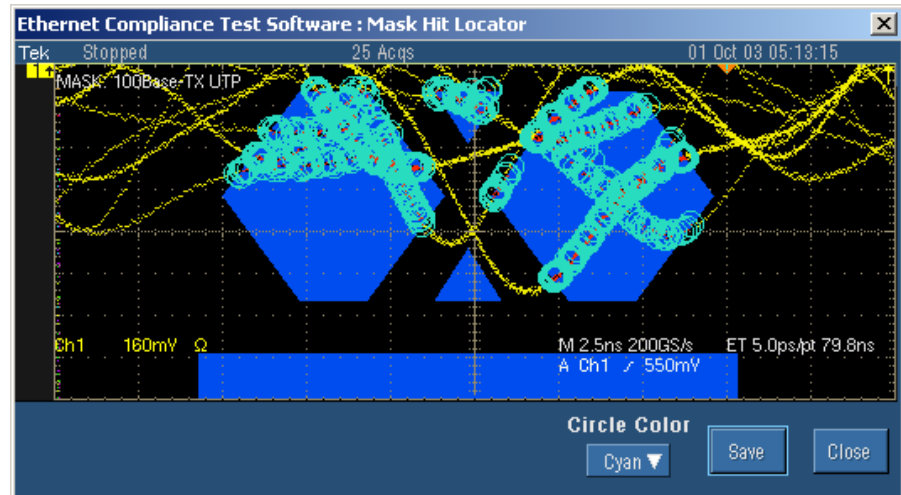 Ethernet Compliance Test Software : Mask Hit Locator
Tek Stopped 25 Acqs 01 Oct 03 05:13:15
1
MASK: 100Base-TX UTP
Ch1 160mV Ω M 2.5ns 200GS/s ET 5.0ps/pt 79.8ns
A Ch1 ∕ 550mV
Circle Color
Cyan
Save
Close